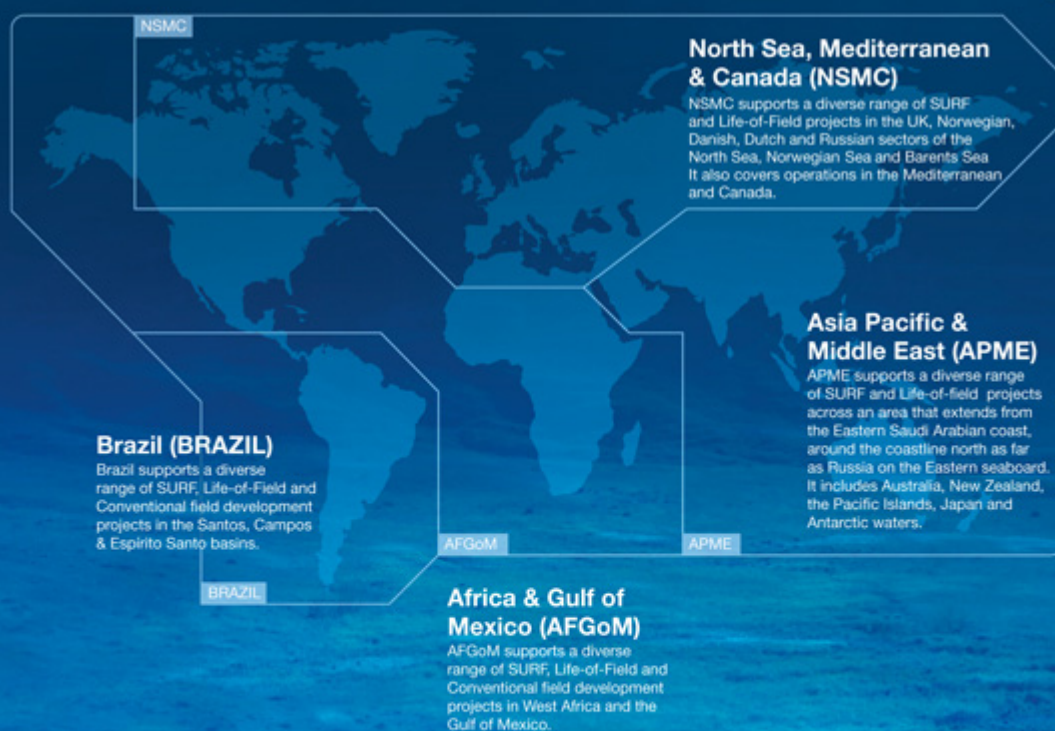 NSMC
North Sea, Mediterranean
& Canada (NSMC)
NSMC supports a diverse range of SURF
and Life-of-Field projects in the UK, Norwegian,
Danish, Dutch and Russian sectors of the
North Sea, Norwegian Sea and Barents Sea
It also covers operations in the Mediterranean
and Canada.
Asia Pacific &
Middle East (APME)
APME supports a diverse range
of SURF and Life-of-field projects
across an area that extends from
the Eastern Saudi Arabian coast,
around the coastline north as far
as Russia on the Eastern seaboard.
It includes Australia, New Zealand,
the Pacific Islands, Japan and
Antarctic waters.
Brazil (BRAZIL)
Brazil supports a diverse
range of SURF, Life-of-Field and
Conventional field development
projects in the Santos, Campos
& Espírito Santo basins.
AFGoM
APME
BRAZIL
Africa & Gulf of
Mexico (AFGoM)
AFGoM supports a diverse
range of SURF, Life-of-Field and
Conventional field development
projects in West Africa and the
Gulf of Mexico.